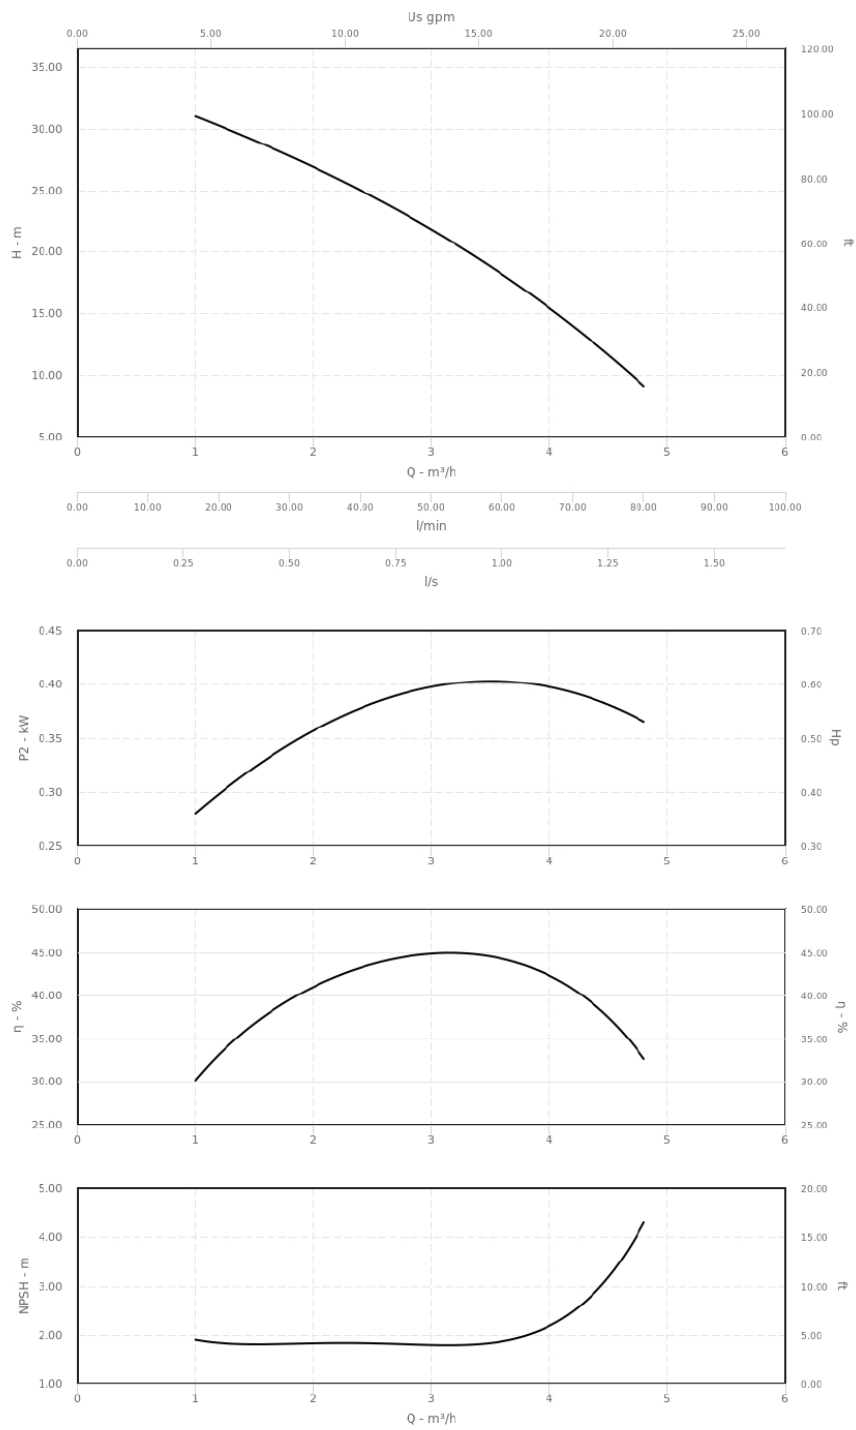 Us gpm
0.00 5.00 10.00 15.00 20.00 25.00
35.00 120.00
30.00 100.00
25.00 80.00
20.00 60.00
15.00 40.00
10.00 20.00
5.00 0.00
H - m
ft
0 1 2 3 4 5 6
Q - m³/h
0.00 10.00 20.00 30.00 40.00 50.00 60.00 70.00 80.00 90.00 100.00
l/min
0.00 0.25 0.50 0.75 1.00 1.25 1.50
l/s
0.45 0.70
0.40 0.60
0.35 0.50
0.30 0.40
0.25 0.30
P2 - kW
Hp
0 1 2 3 4 5 6
50.00 50.00
45.00 45.00
40.00 40.00
35.00 35.00
30.00 30.00
25.00 25.00
η - %
η - %
0 1 2 3 4 5 6
5.00 20.00
4.00 15.00
3.00 10.00
2.00 5.00
1.00 0.00
NPSH - m
ft
0 1 2 3 4 5 6
Q - m³/h